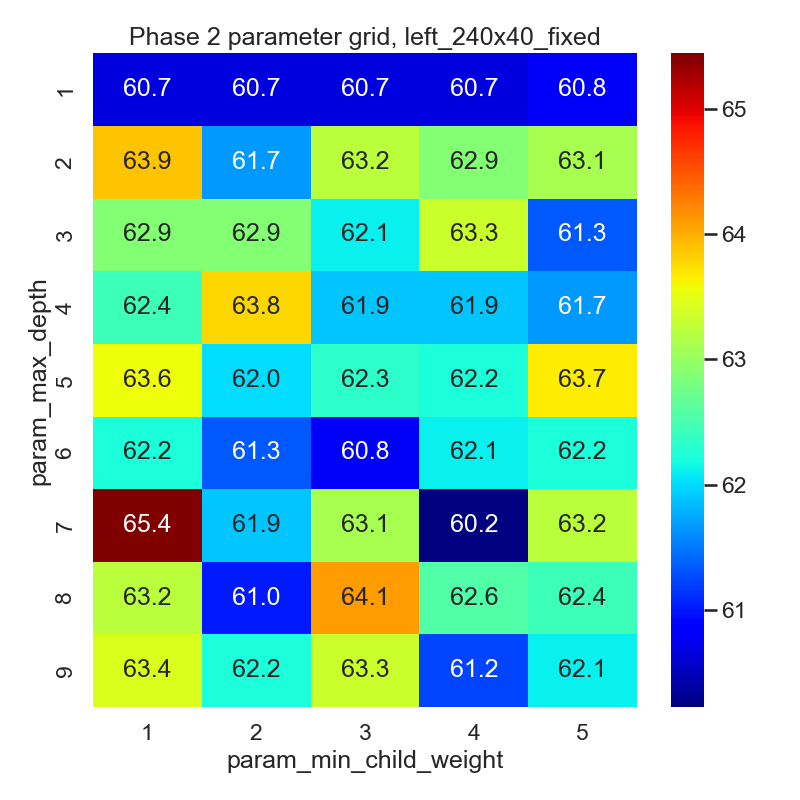 Phase 2 parameter grid, left_240x40_fixed
param_max_depth
1 60.7 60.7 60.7 60.7 60.8
2 63.9 61.7 63.2 62.9 63.1
3 62.9 62.9 62.1 63.3 61.3
4 62.4 63.8 61.9 61.9 61.7
5 63.6 62.0 62.3 62.2 63.7
6 62.2 61.3 60.8 62.1 62.2
7 65.4 61.9 63.1 60.2 63.2
8 63.2 61.0 64.1 62.6 62.4
9 63.4 62.2 63.3 61.2 62.1
1 2 3 4 5
param_min_child_weight
65
64
63
62
61